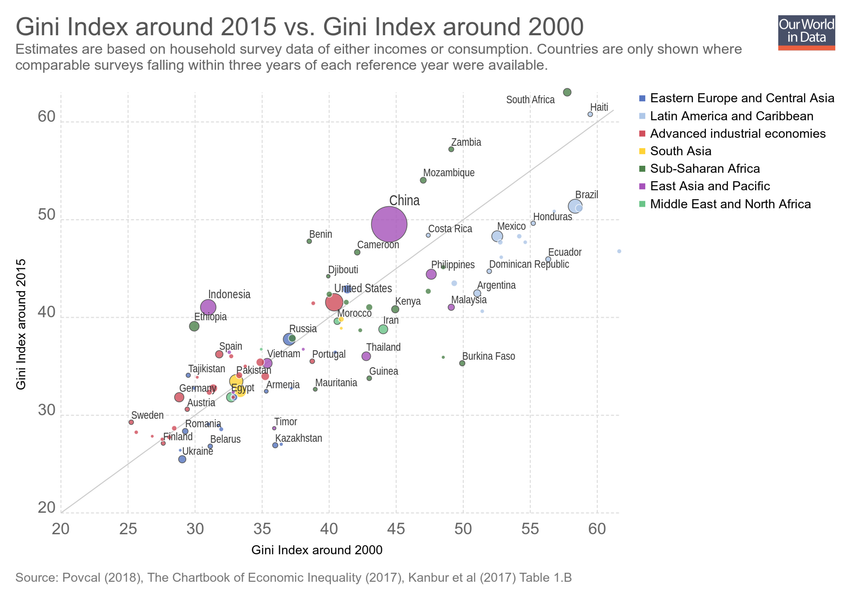 Gini Index around 2015 vs. Gini Index around 2000
Our World
in Data
Estimates are based on household survey data of either incomes or consumption. Countries are only shown where
comparable surveys falling within three years of each reference year were available.
Eastern Europe and Central Asia
Latin America and Caribbean
Advanced industrial economies
South Asia
Sub-Saharan Africa
East Asia and Pacific
Middle East and North Africa
Gini Index around 2015
60
50
40
30
20
South Africa
Haiti
Zambia
Mozambique
China
Brazil
Honduras
Benin
Costa Rica
Mexico
Cameroon
Ecuador
Djibouti
Philippines
Dominican Republic
Indonesia
United States
Argentina
Kenya
Malaysia
Ethiopia
Morocco
Iran
Russia
Spain
Vietnam
Portugal
Thailand
Burkina Faso
Tajikistan
Pakistan
Guinea
Germany
Egypt
Armenia
Mauritania
Austria
Sweden
Romania
Timor
Finland
Belarus
Kazakhstan
Ukraine
20
25
30
35
40
45
50
55
60
Gini Index around 2000
Source: Povcal (2018), The Chartbook of Economic Inequality (2017), Kanbur et al (2017) Table 1.B